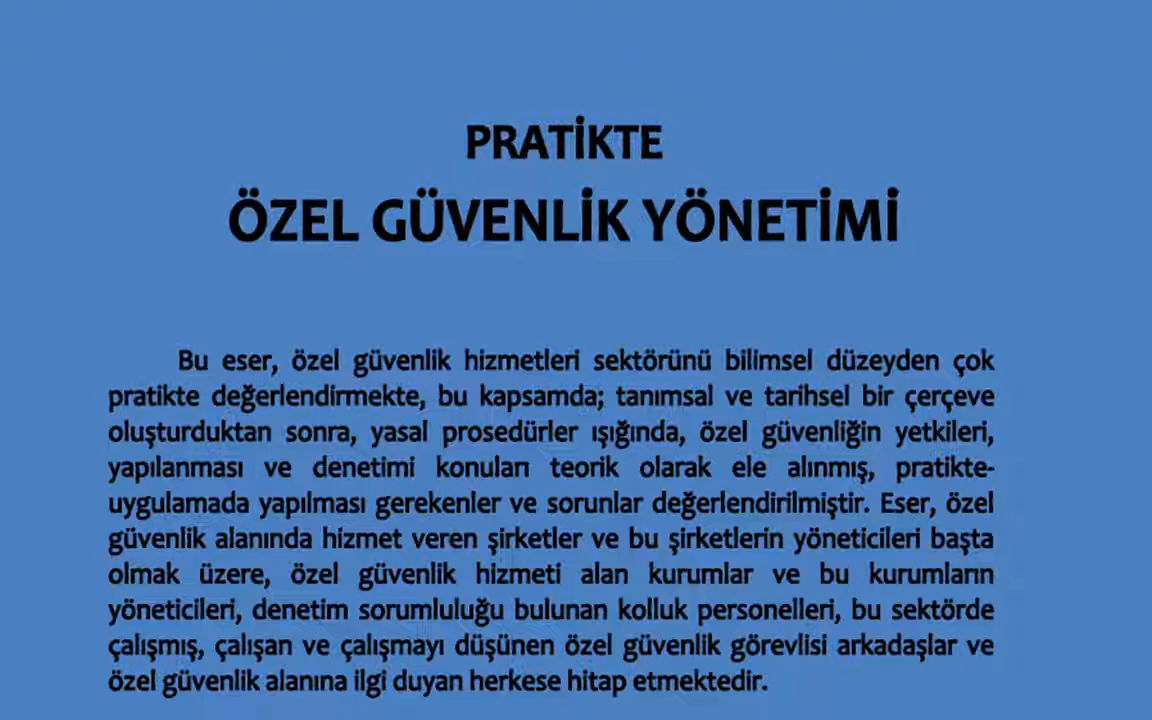 PRATİKTE
ÖZEL GÜVENLİK YÖNETİMİ
Bu eser, özel güvenlik hizmetleri sektörünü bilimsel düzeyden çok
pratikte değerlendirmekte, bu kapsamda; tanımsal ve tarihsel bir çerçeve
oluşturduktan sonra, yasal prosedürler ışığında, özel güvenliğin yetkileri,
yapılanması ve denetimi konuları teorik olarak ele alınmış, pratikte-
uygulamada yapılması gerekenler ve sorunlar değerlendirilmiştir. Eser, özel
güvenlik alanında hizmet veren şirketler ve bu şirketlerin yöneticileri başta
olmak üzere, özel güvenlik hizmeti alan kurumlar ve bu kurumların
yöneticileri, denetim sorumluluğu bulunan kolluk personelleri, bu sektörde
çalışmış, çalışan ve çalışmayı düşünen özel güvenlik görevlisi arkadaşlar ve
özel güvenlik alanına ilgi duyan herkese hitap etmektedir.